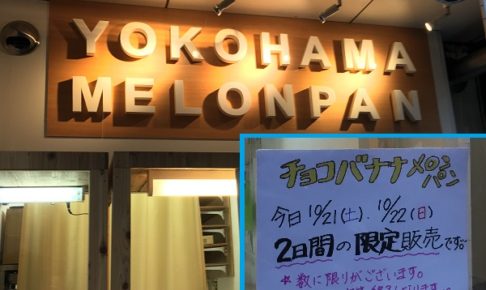 YOKOHAMA
MELONPAN
チョコバナナメロンパン
今日10/21(土).10/22(日)
2日間の限定販売です。
☆数に限りがございます。